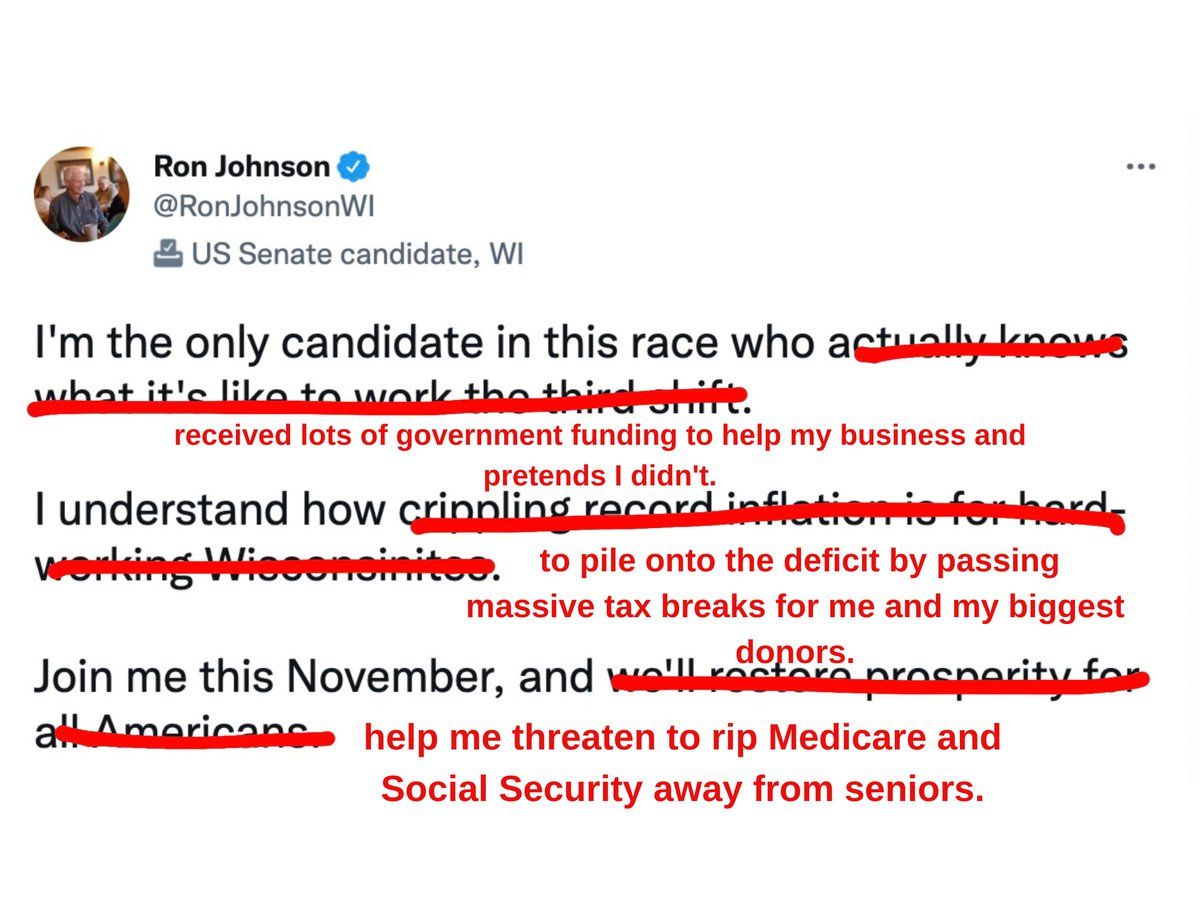 Ron Johnson
@RonJohnsonWI
US Senate candidate, WI
I'm the only candidate in this race who actually knows
what it's like to work the third shift.
received lots of government funding to help my business and
pretends I didn't.
I understand how crippling record inflation is for hard-
working Wisconsinites.
to pile onto the deficit by passing
massive tax breaks for me and my biggest
donors.
Join me this November, and we'll restore prosperity for
all Americans.
help me threaten to rip Medicare and
Social Security away from seniors.